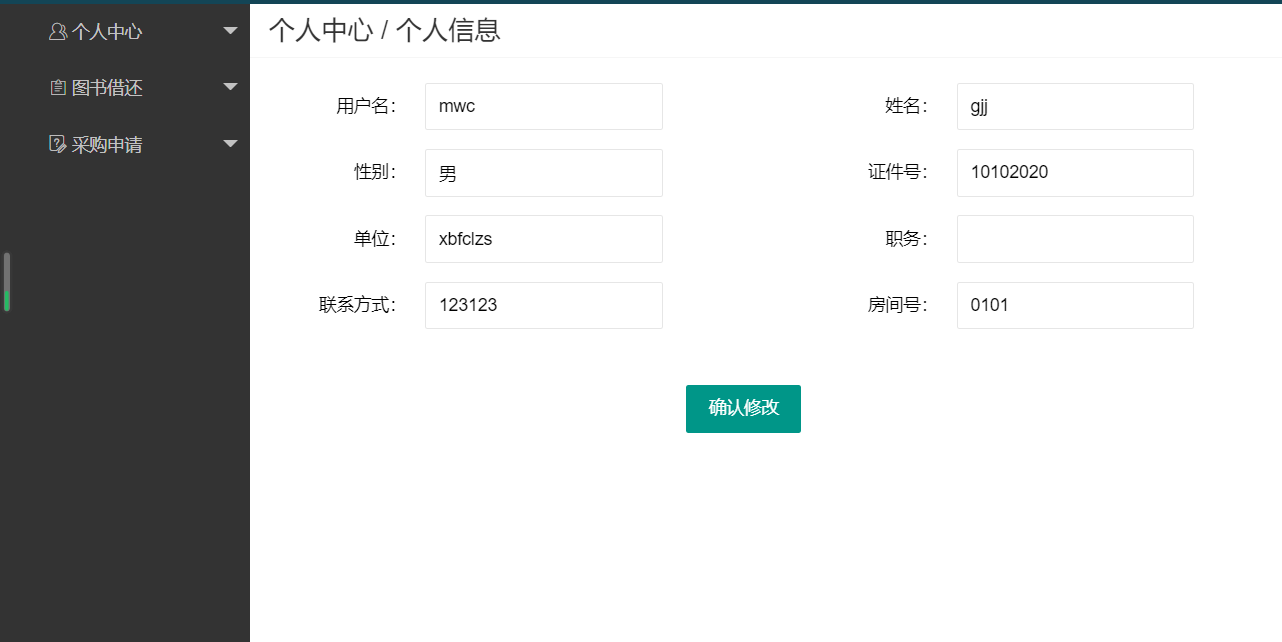 个人中心
图书借还
采购申请
个人中心 / 个人信息
用户名： mwc 姓名： gjj
性别： 男 证件号： 10102020
单位： xbfclzs 职务：
联系方式： 123123 房间号： 0101
确认修改